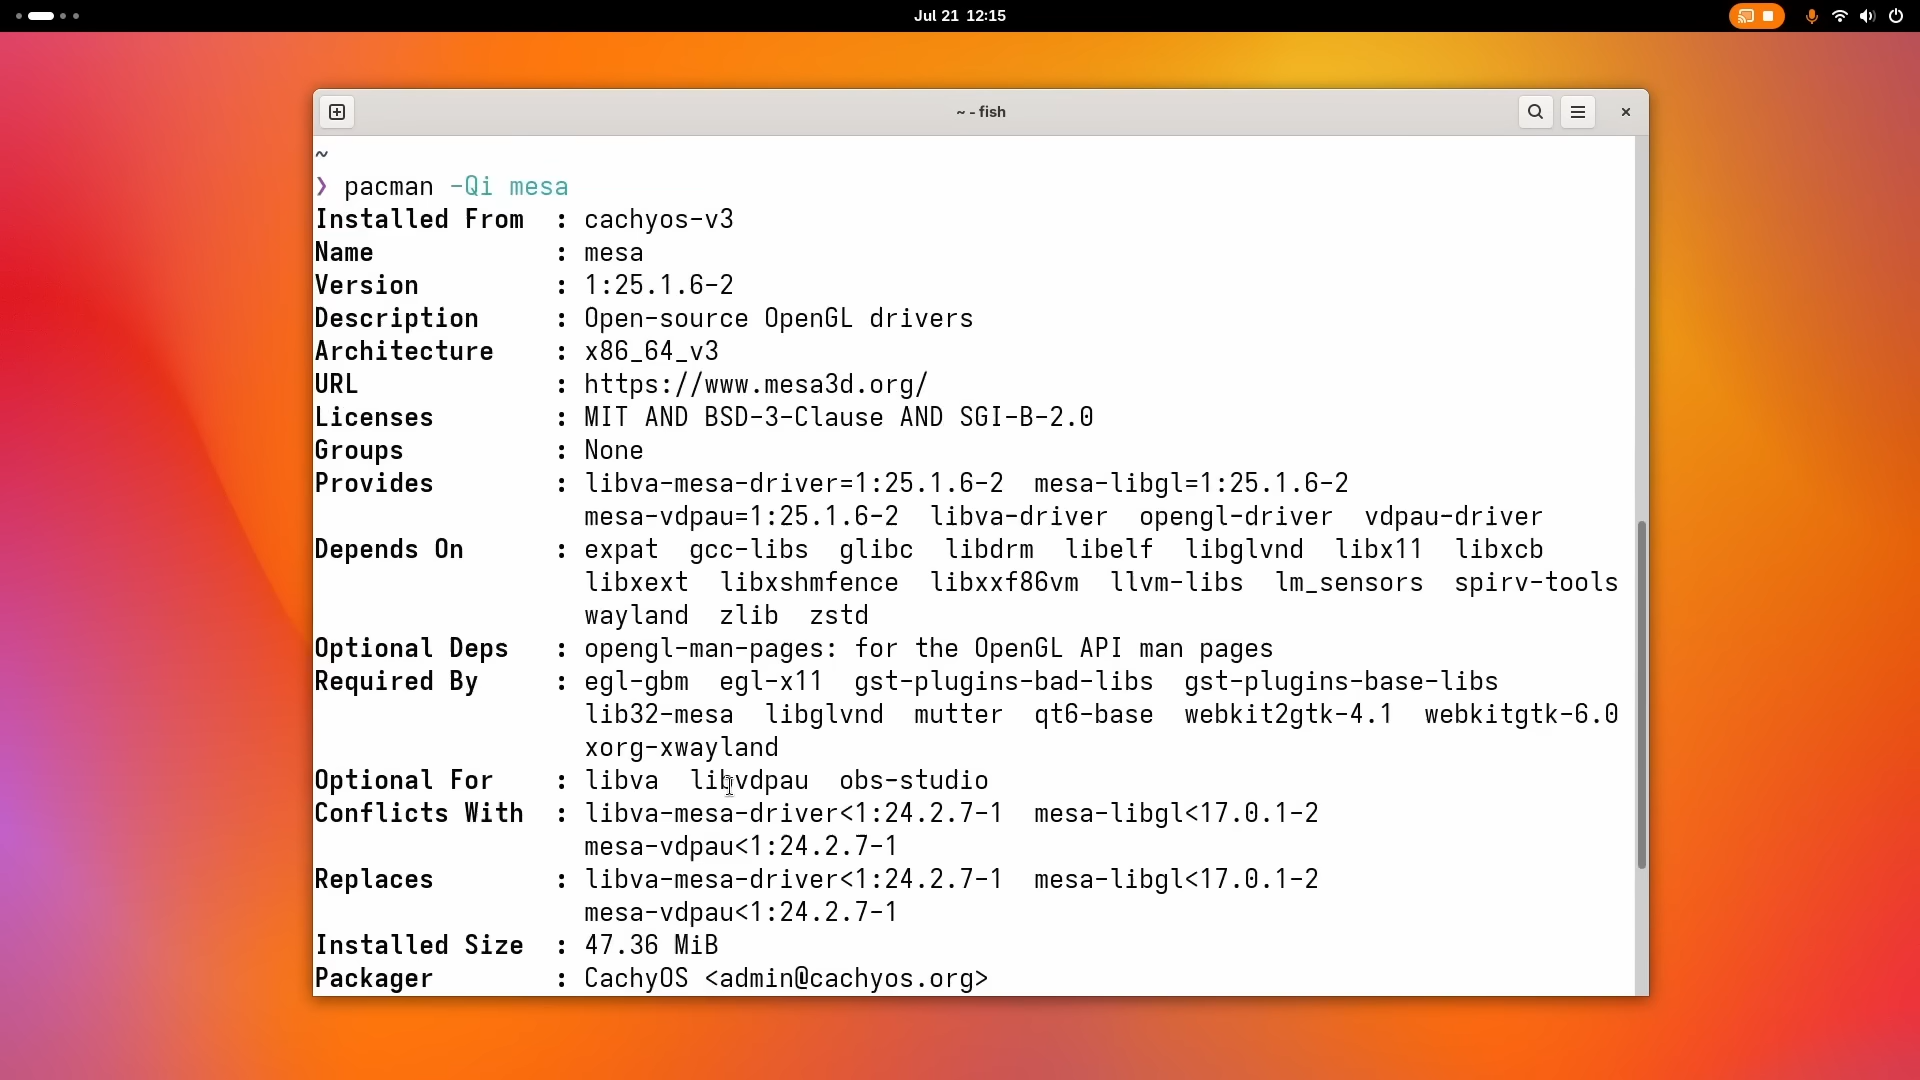 Jul 21 12:15
~ - fish
~
❯ pacman -Qi mesa
Installed From : cachyos-v3
Name : mesa
Version : 1:25.1.6-2
Description : Open-source OpenGL drivers
Architecture : x86_64_v3
URL : https://www.mesa3d.org/
Licenses : MIT AND BSD-3-Clause AND SGI-B-2.0
Groups : None
Provides : libva-mesa-driver=1:25.1.6-2 mesa-libgl=1:25.1.6-2
mesa-vdpau=1:25.1.6-2 libva-driver opengl-driver vdpau-driver
Depends On : expat gcc-libs glibc libdrm libelf libglvnd libx11 libxcb
libxext libxshmfence libxxf86vm llvm-libs lm_sensors spirv-tools
wayland zlib zstd
Optional Deps : opengl-man-pages: for the OpenGL API man pages
Required By : egl-gbm egl-x11 gst-plugins-bad-libs gst-plugins-base-libs
lib32-mesa libglvnd mutter qt6-base webkit2gtk-4.1 webkitgtk-6.0
xorg-xwayland
Optional For : libva libvdpau obs-studio
Conflicts With : libva-mesa-driver<1:24.2.7-1 mesa-libgl<17.0.1-2
mesa-vdpau<1:24.2.7-1
Replaces : libva-mesa-driver<1:24.2.7-1 mesa-libgl<17.0.1-2
mesa-vdpau<1:24.2.7-1
Installed Size : 47.36 MiB
Packager : CachyOS <admin@cachyos.org>